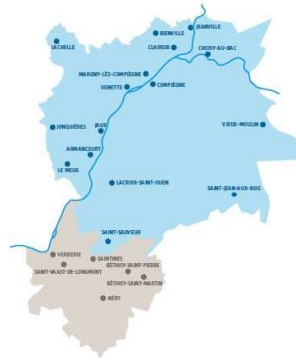 JANVILLE
BIENVILLE
LACHELLE
CLAIROIX
CHOISY-AU-BAC
MARGNY-LÈS-COMPIÈGNE
VENETTE
COMPIÈGNE
JONQUIÈRES
JAUX
VIEUX-MOULIN
ARMANCOURT
LE MEUX
LACROIX-SAINT-OUEN
SAINT-JEAN-AUX-BOIS
SAINT-SAUVEUR
VERBERIE
SAINTINES
SAINT-VAAST-DE-LONGMONT
BÉTHISY-SAINT-PIERRE
BÉTHISY-SAINT-MARTIN
NÉRY